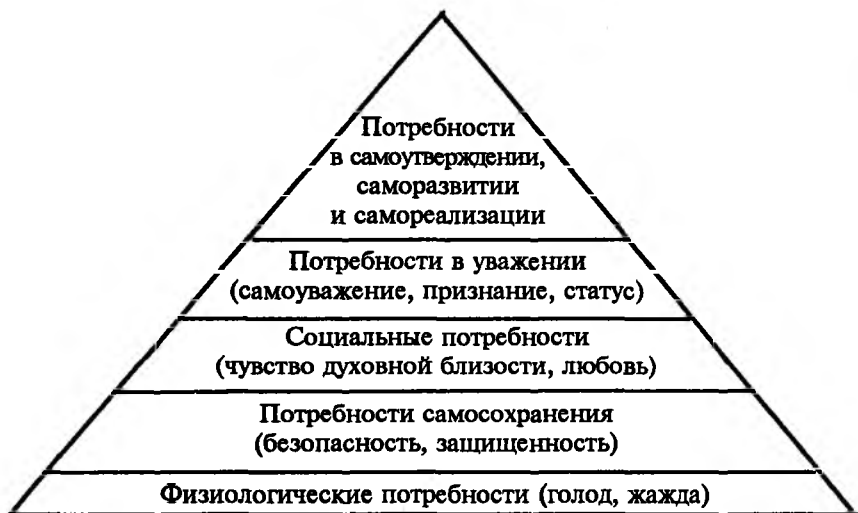 Потребности
в самоутверждении,
саморазвитии
и самореализации
Потребности в уважении
(самоуважение, признание, статус)
Социальные потребности
(чувство духовной близости, любовь)
Потребности самосохранения
(безопасность, защищенность)
Физиологические потребности (голод, жажда)